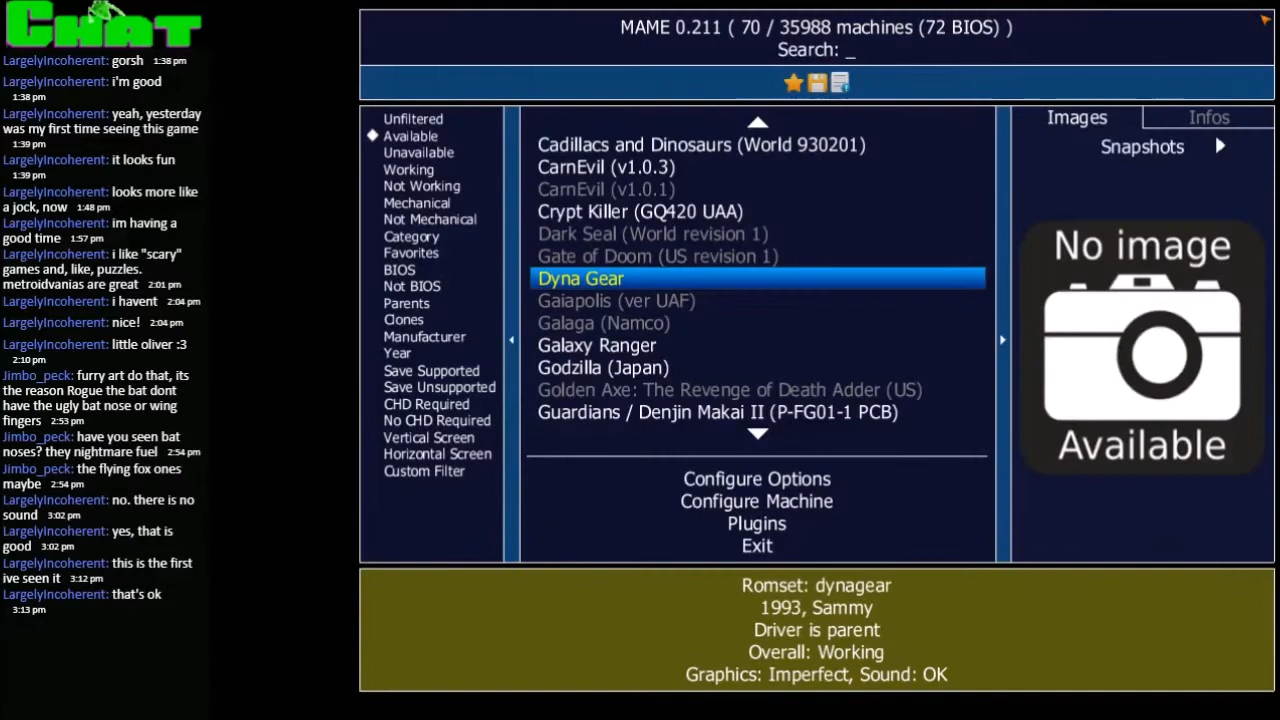 CHAT
LargelyIncoherent: gorsh 1:38 pm
LargelyIncoherent: i'm good
1:38 pm
LargelyIncoherent: yeah, yesterday
was my first time seeing this game
1:39 pm
LargelyIncoherent: it looks fun
1:39 pm
LargelyIncoherent: looks more like
a jock, now 1:48 pm
LargelyIncoherent: im having a
good time 1:57 pm
LargelyIncoherent: i like "scary"
games and, like, puzzles.
metroidvanias are great 2:01 pm
LargelyIncoherent: i havent 2:04 pm
LargelyIncoherent: nice! 2:04 pm
LargelyIncoherent: little oliver :3
2:10 pm
Jimbo_peck: furry art do that, its
the reason Rogue the bat dont
have the ugly bat nose or wing
fingers 2:53 pm
Jimbo_peck: have you seen bat
noses? they nightmare fuel 2:54 pm
Jimbo_peck: the flying fox ones
maybe 2:54 pm
LargelyIncoherent: no. there is no
sound 3:02 pm
LargelyIncoherent: yes, that is
good 3:02 pm
LargelyIncoherent: this is the first
ive seen it 3:12 pm
LargelyIncoherent: that's ok
3:13 pm
MAME 0.211 ( 70 / 35988 machines (72 BIOS) )
Search: _
Unfiltered
Available
Unavailable
Working
Not Working
Mechanical
Not Mechanical
Category
Favorites
BIOS
Not BIOS
Parents
Clones
Manufacturer
Year
Save Supported
Save Unsupported
CHD Required
No CHD Required
Vertical Screen
Horizontal Screen
Custom Filter
Cadillacs and Dinosaurs (World 930201)
CarnEvil (v1.0.3)
CarnEvil (v1.0.1)
Crypt Killer (GQ420 UAA)
Dark Seal (World revision 1)
Gate of Doom (US revision 1)
Dyna Gear
Gaiapolis (ver UAF)
Galaga (Namco)
Galaxy Ranger
Godzilla (Japan)
Golden Axe: The Revenge of Death Adder (US)
Guardians / Denjin Makai II (P-FG01-1 PCB)
Configure Options
Configure Machine
Plugins
Exit
Images Infos
Snapshots
No image
Available
Romset: dynagear
1993, Sammy
Driver is parent
Overall: Working
Graphics: Imperfect, Sound: OK